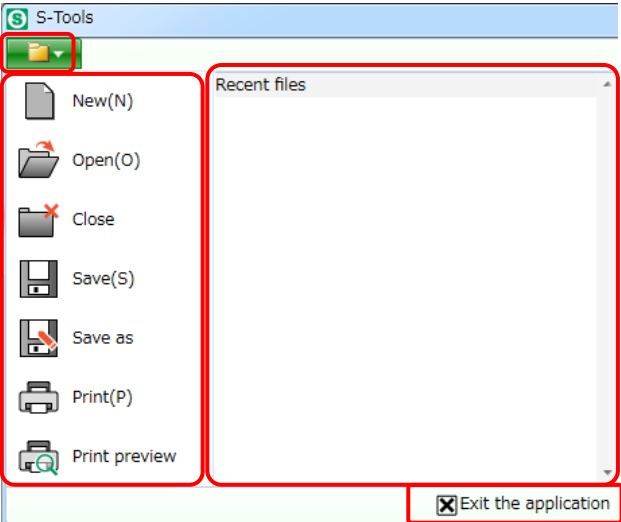 S S-Tools
Recent files
New(N)
Open(O)
Close
Save(S)
Save as
Print(P)
Print preview
Exit the application